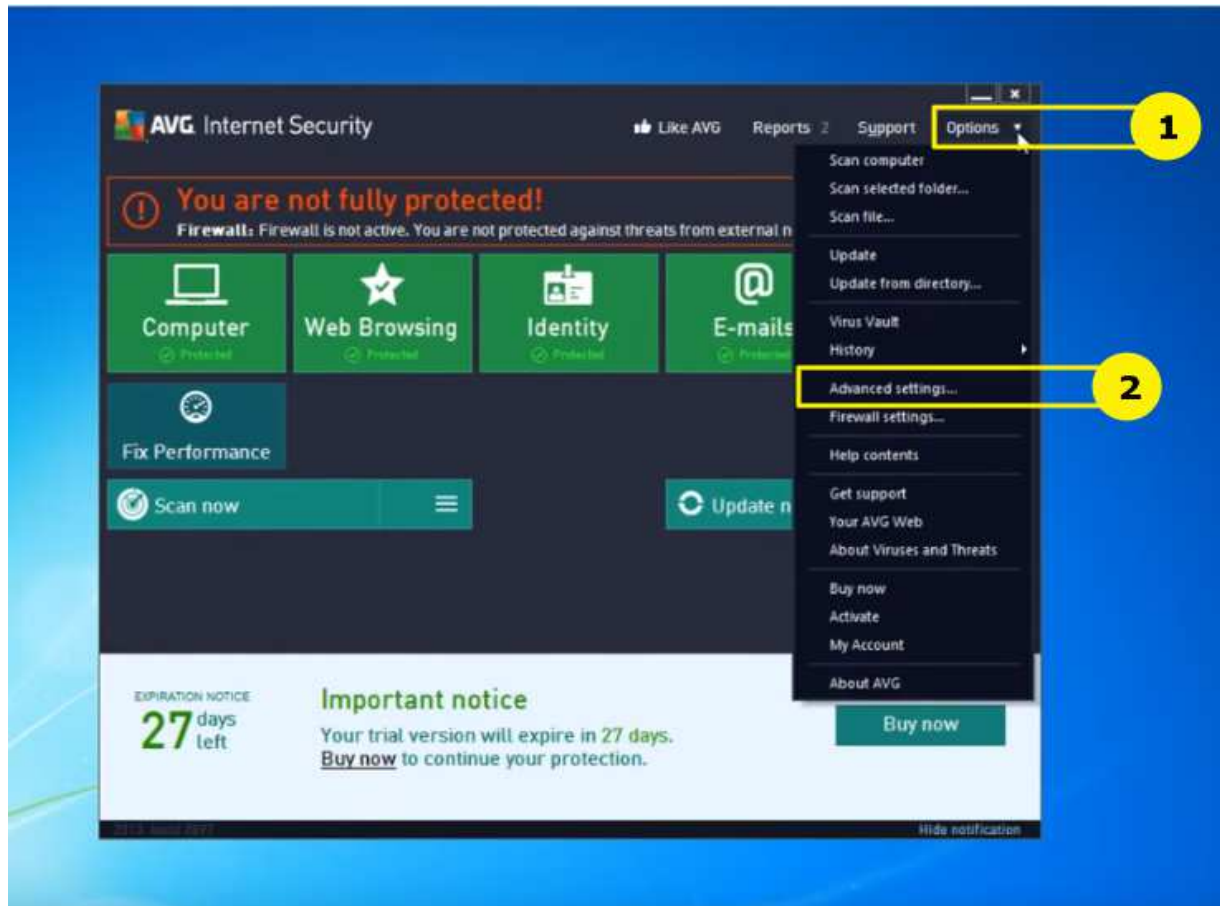 AVG Internet Security
Like AVG
Reports 2
Support
Options
1
You are not fully protected!
Firewall: Firewall is not active. You are not protected against threats from external n
Computer
Protected
Web Browsing
Protected
Identity
Protected
E-mails
Protected
Fix Performance
Scan now
Update n
Scan computer
Scan selected folder...
Scan file...
Update
Update from directory...
Virus Vault
History
Advanced settings...
2
Firewall settings...
Help contents
Get support
Your AVG Web
About Viruses and Threats
Buy now
Activate
My Account
About AVG
EXPIRATION NOTICE
27 days left
Important notice
Your trial version will expire in 27 days.
Buy now to continue your protection.
Buy now
Hide notification